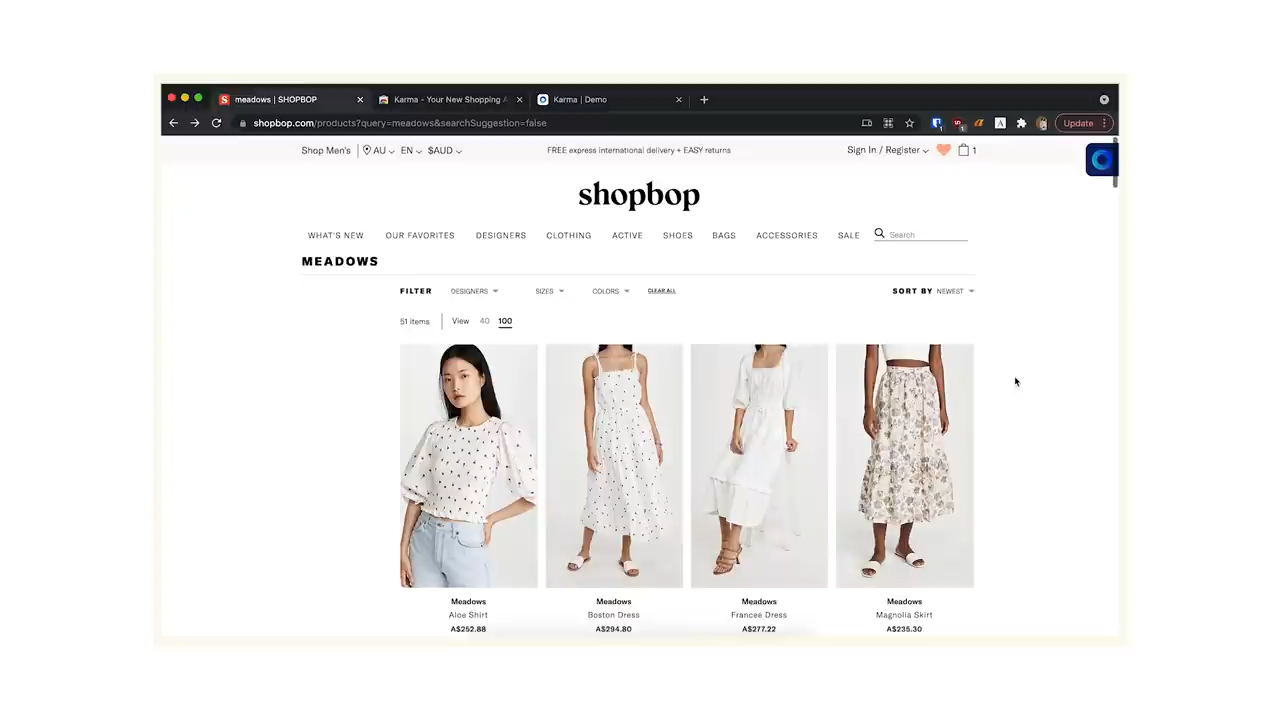 meadows | SHOPBOP
Karma - Your New Shopping A
Karma | Demo
shopbop.com/products?query=meadows&searchSuggestion=false
Update
Shop Men's
AU
EN
$AUD
FREE express international delivery + EASY returns
Sign In / Register
1
shopbop
WHAT'S NEW
OUR FAVORITES
DESIGNERS
CLOTHING
ACTIVE
SHOES
BAGS
ACCESSORIES
SALE
Search
MEADOWS
FILTER
DESIGNERS
SIZES
COLORS
CLEAR ALL
SORT BY NEWEST
51 items
View 40 100
Meadows
Aloe Shirt
A$252.88
Meadows
Boston Dress
A$294.80
Meadows
Francee Dress
A$277.22
Meadows
Magnolia Skirt
A$235.30